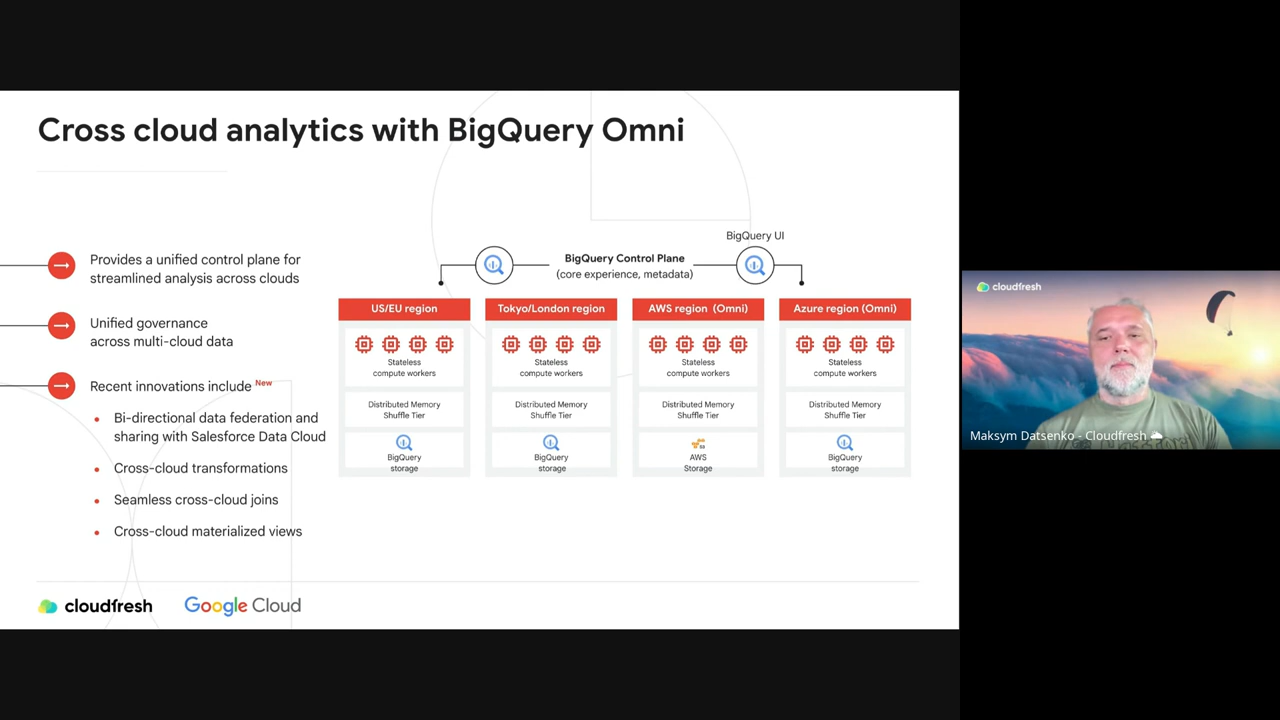 Cross cloud analytics with BigQuery Omni
Provides a unified control plane for
streamlined analysis across clouds
Unified governance
across multi-cloud data
Recent innovations include New
Bi-directional data federation and
sharing with Salesforce Data Cloud
Cross-cloud transformations
Seamless cross-cloud joins
Cross-cloud materialized views
BigQuery UI
BigQuery Control Plane
(core experience, metadata)
US/EU region
Stateless
compute workers
Distributed Memory
Shuffle Tier
BigQuery
storage
Tokyo/London region
Stateless
compute workers
Distributed Memory
Shuffle Tier
BigQuery
storage
AWS region (Omni)
Stateless
compute workers
Distributed Memory
Shuffle Tier
AWS
Storage
Azure region (Omni)
Stateless
compute workers
Distributed Memory
Shuffle Tier
BigQuery
storage
cloudfresh
Google Cloud
cloudfresh
Maksym Datsenko - Cloudfresh